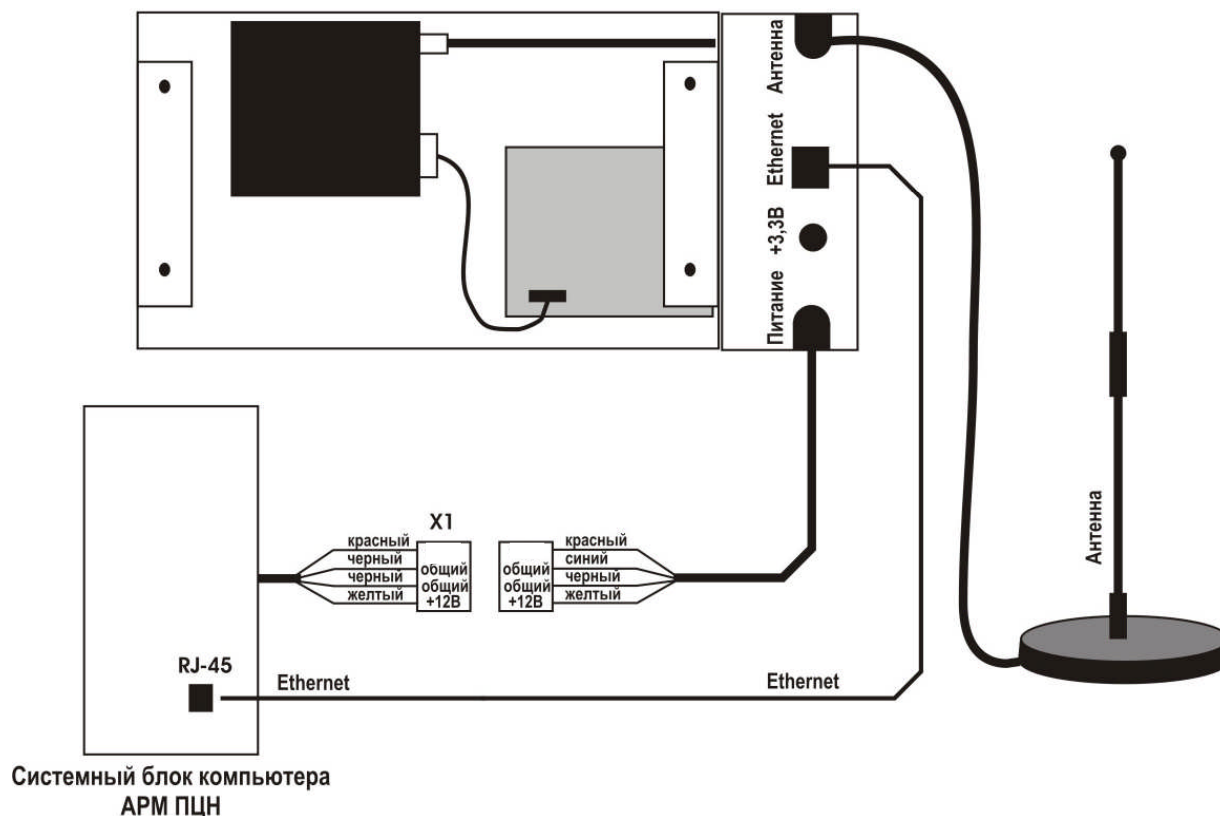 Антенна
Ethernet
+3,3В
Питание
Антенна
X1
красный
черный
черный
желтый
общий
общий
+12В
общий
общий
+12В
красный
синий
черный
желтый
RJ-45
Ethernet
Ethernet
Системный блок компьютера
АРМ ПЦН